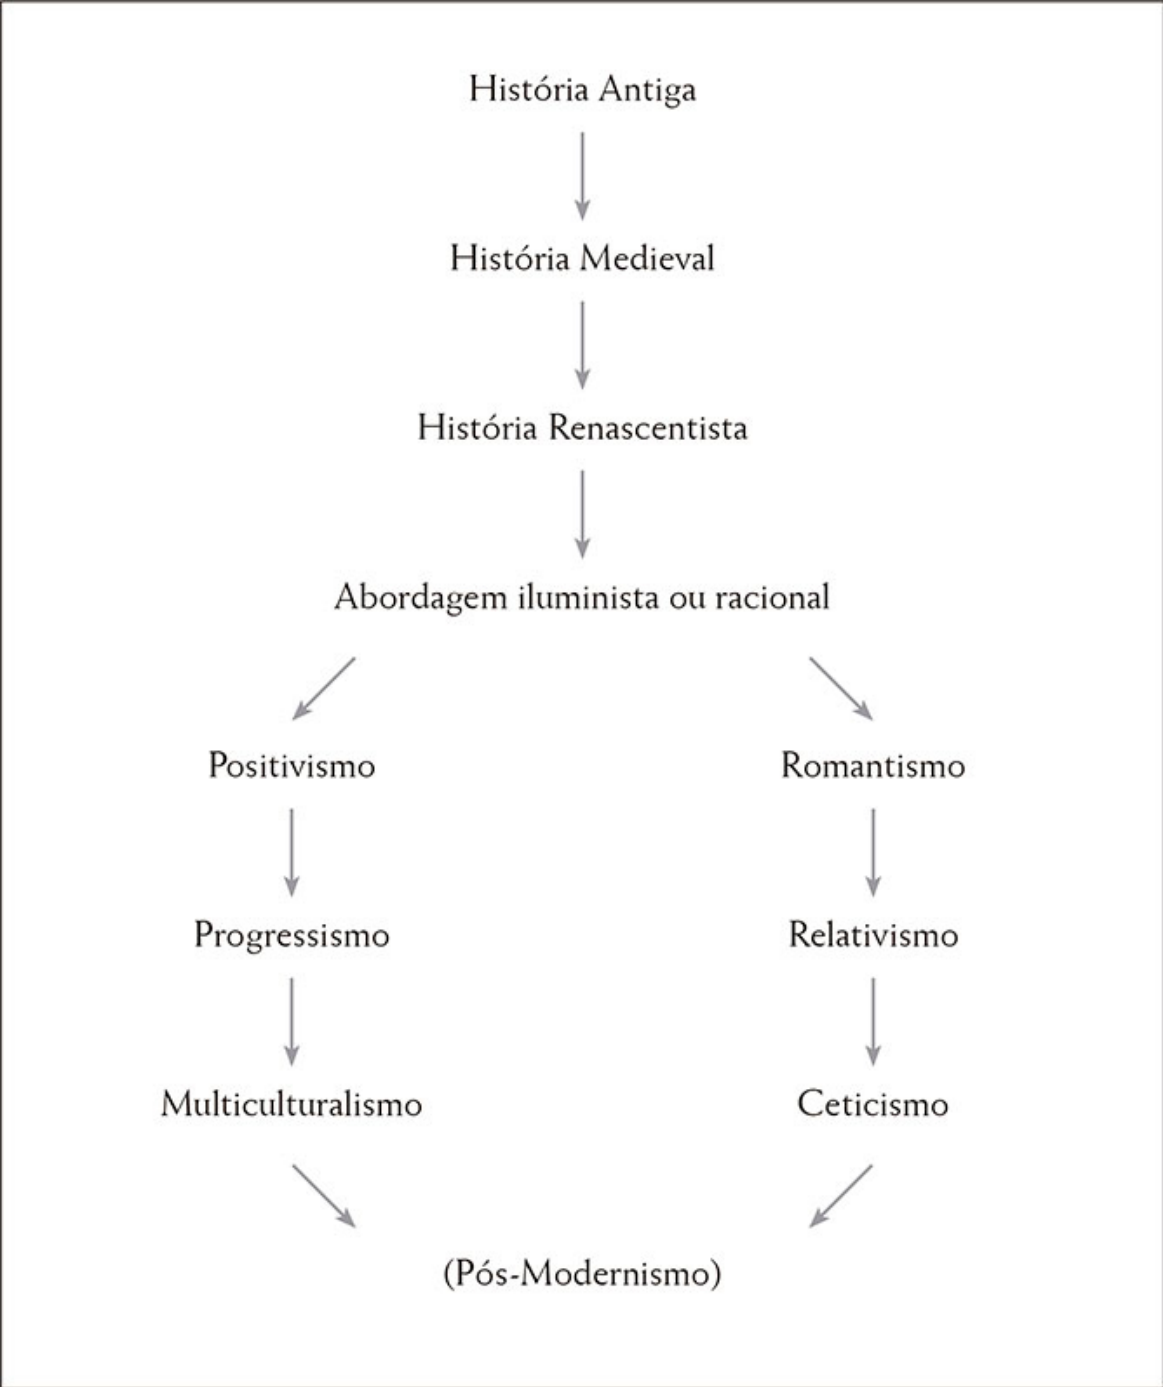 História Antiga
História Medieval
História Renascentista
Abordagem iluminista ou racional
Positivismo
Romantismo
Progressismo
Relativismo
Multiculturalismo
Ceticismo
(Pós-Modernismo)